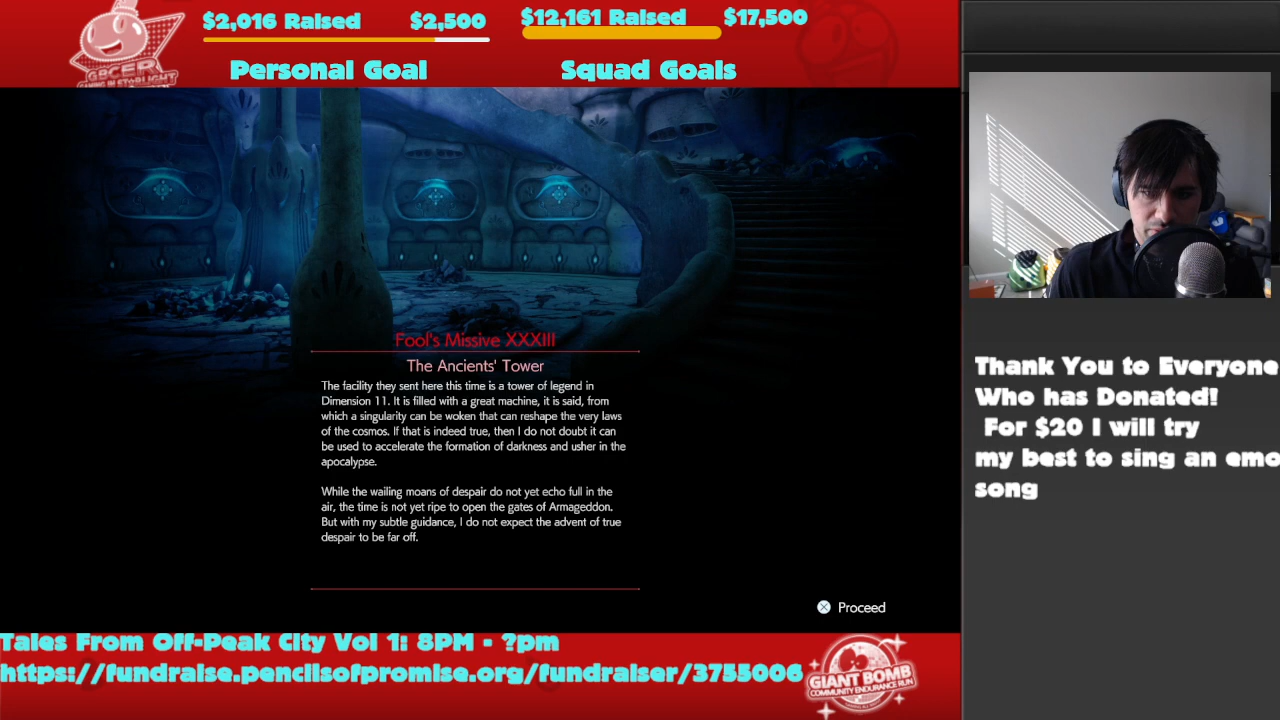 $2,016 Raised $2,500 $12,161 Raised $17,500
Personal Goal Squad Goals
GBCER
GAMING IN STARLIGHT
Fool's Missive XXXIII
The Ancients' Tower
The facility they sent here this time is a tower of legend in
Dimension 11. It is filled with a great machine, it is said, from
which a singularity can be woken that can reshape the very laws
of the cosmos. If that is indeed true, then I do not doubt it can
be used to accelerate the formation of darkness and usher in the
apocalypse.
While the wailing moans of despair do not yet echo full in the
air, the time is not yet ripe to open the gates of Armageddon.
But with my subtle guidance, I do not expect the advent of true
despair to be far off.
Proceed
Thank You to Everyone
Who has Donated!
For $20 I will try
my best to sing an emo
song
Tales From Off-Peak City Vol 1: 8PM - ?pm
https://fundraise.pencilsofpromise.org/fundraiser/3755006
GIANT BOMB
COMMUNITY ENDURANCE RUN